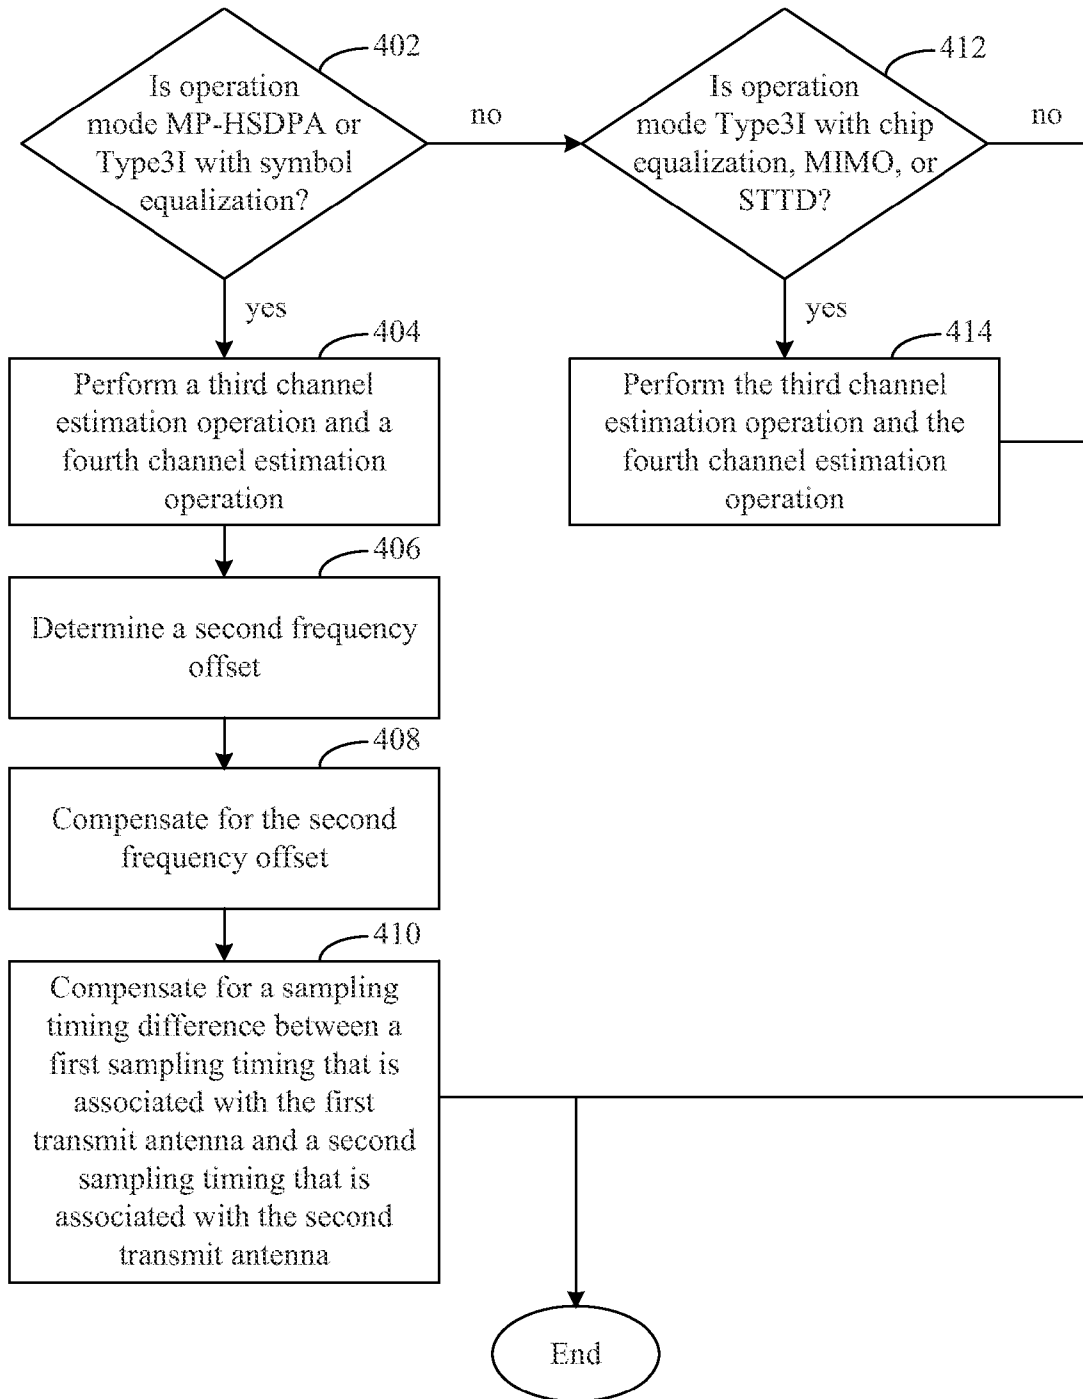 402
Is operation
mode MP-HSDPA or
Type3I with symbol
equalization?
no
412
Is operation
mode Type3I with chip
equalization, MIMO, or
STTD?
no
yes
404
Perform a third channel
estimation operation and a
fourth channel estimation
operation
yes
414
Perform the third channel
estimation operation and the
fourth channel estimation
operation
406
Determine a second frequency
offset
408
Compensate for the second
frequency offset
410
Compensate for a sampling
timing difference between a
first sampling timing that is
associated with the first
transmit antenna and a second
sampling timing that is
associated with the second
transmit antenna
End